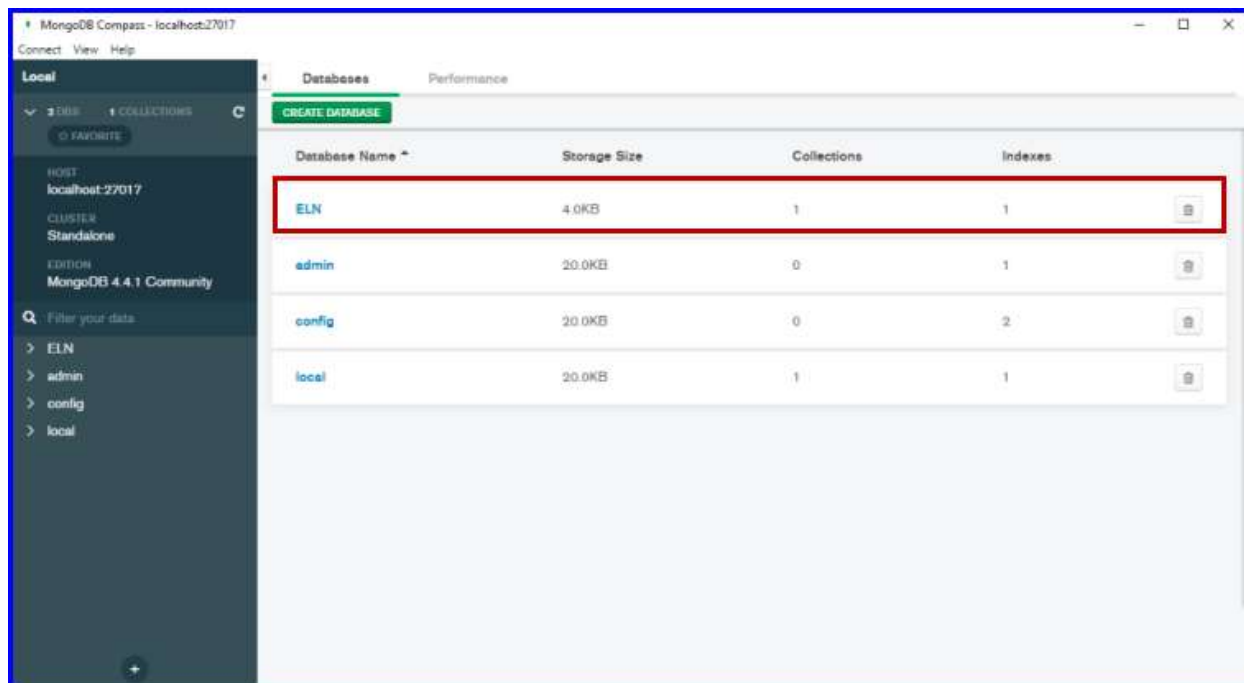 MongoDB Compass - localhost:27017
Connect View Help
Local
3 DBS 1 COLLECTIONS
FAVORITE
HOST
localhost:27017
CLUSTER
Standalone
EDITION
MongoDB 4.4.1 Community
Filter your data
ELN
admin
config
local
Databases Performance
CREATE DATABASE
Database Name Storage Size Collections Indexes
ELN 4.0KB 1 1
admin 20.0KB 0 1
config 20.0KB 0 2
local 20.0KB 1 1